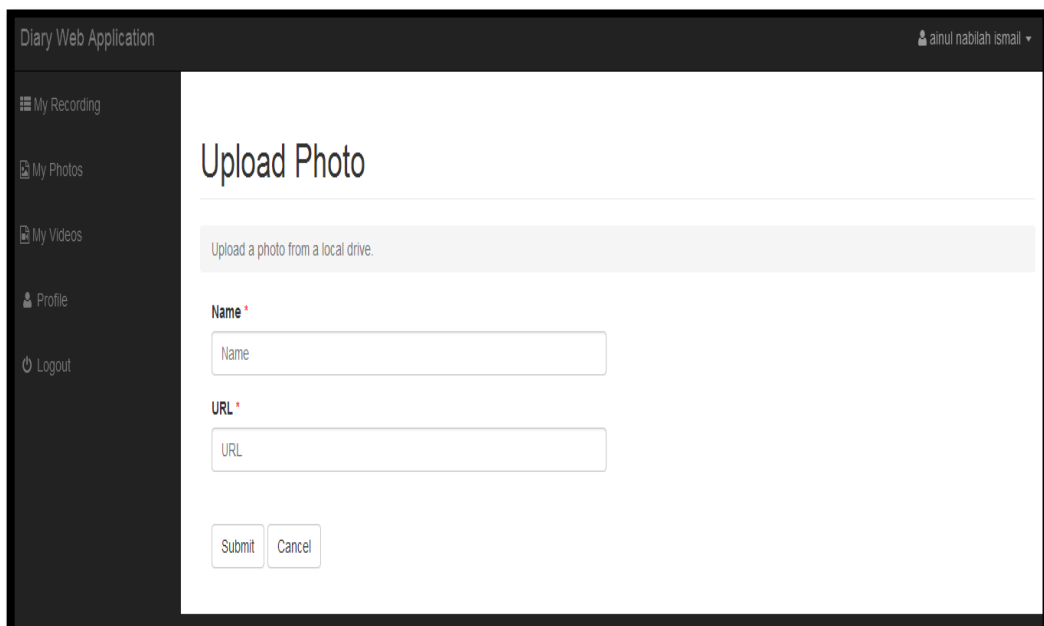 Diary Web Application
ainul nabilah ismail
My Recording
My Photos
My Videos
Profile
Logout
Upload Photo
Upload a photo from a local drive.
Name *
Name
URL *
URL
Submit Cancel